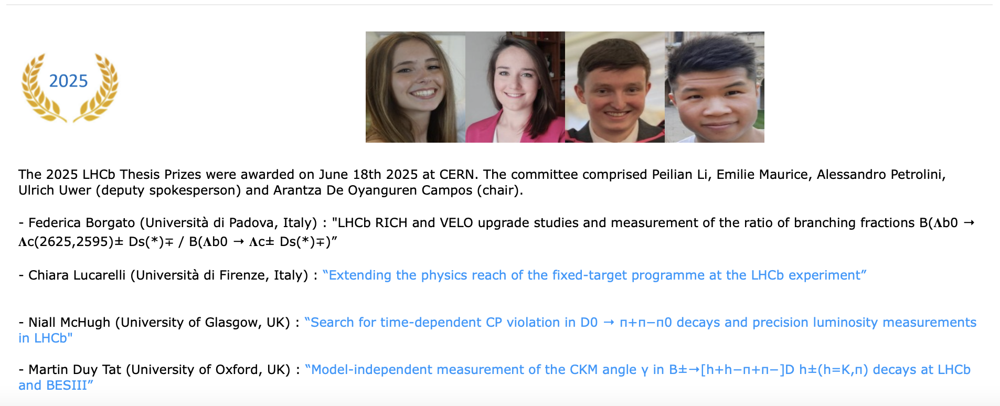 2025
The 2025 LHCb Thesis Prizes were awarded on June 18th 2025 at CERN. The committee comprised Peilian Li, Emilie Maurice, Alessandro Petrolini,
Ulrich Uwer (deputy spokesperson) and Arantza De Oyanguren Campos (chair).
- Federica Borgato (Università di Padova, Italy) : "LHCb RICH and VELO upgrade studies and measurement of the ratio of branching fractions B(Λb0 →
Λc(2625,2595)± Ds(*)∓ / B(Λb0 → Λc± Ds(*)∓)”
- Chiara Lucarelli (Università di Firenze, Italy) : “Extending the physics reach of the fixed-target programme at the LHCb experiment”
- Niall McHugh (University of Glasgow, UK) : “Search for time-dependent CP violation in D0 → π+π−π0 decays and precision luminosity measurements
in LHCb"
- Martin Duy Tat (University of Oxford, UK) : “Model-independent measurement of the CKM angle γ in B±→[h+h−π+π−]D h±(h=K,π) decays at LHCb
and BESIII”